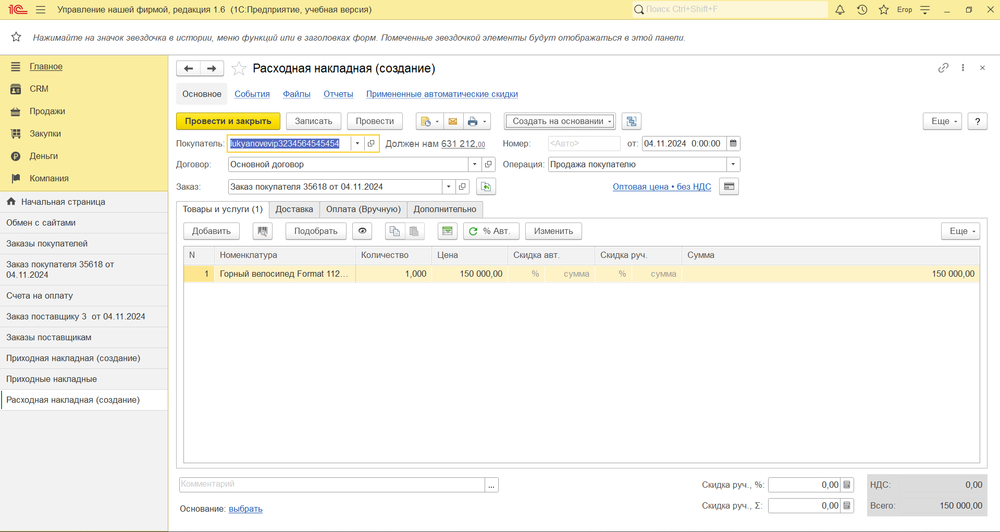 1С Управление нашей фирмой, редакция 1.6 (1С:Предприятие, учебная версия) Поиск Ctrl+Shift+F Егор
Нажимайте на значок звездочка в истории, меню функций или в заголовках форм. Помеченные звездочкой элементы будут отображаться в этой панели.
Главное
CRM
Продажи
Закупки
Деньги
Компания
Начальная страница
Обмен с сайтами
Заказы покупателей
Заказ покупателя 35618 от
04.11.2024
Счета на оплату
Заказ поставщику 3 от 04.11.2024
Заказы поставщикам
Приходная накладная (создание)
Приходные накладные
Расходная накладная (создание)
Расходная накладная (создание)
Основное События Файлы Отчеты Примененные автоматические скидки
Провести и закрыть Записать Провести Создать на основании Еще ?
Покупатель: lukyanovevip3234564545454 Должен нам 631 212,00 Номер: <Авто> от: 04.11.2024 0:00:00
Договор: Основной договор Операция: Продажа покупателю
Заказ: Заказ покупателя 35618 от 04.11.2024 Оптовая цена • без НДС
Товары и услуги (1) Доставка Оплата (Вручную) Дополнительно
Добавить Подобрать % Авт. Изменить Еще
N Номенклатура Количество Цена Скидка авт. Скидка руч. Сумма
1 Горный велосипед Format 112... 1,000 150 000,00 % сумма % сумма 150 000,00
Комментарий ... Скидка руч., %: 0,00 НДС: 0,00
Основание: выбрать Скидка руч., Σ: 0,00 Всего: 150 000,00